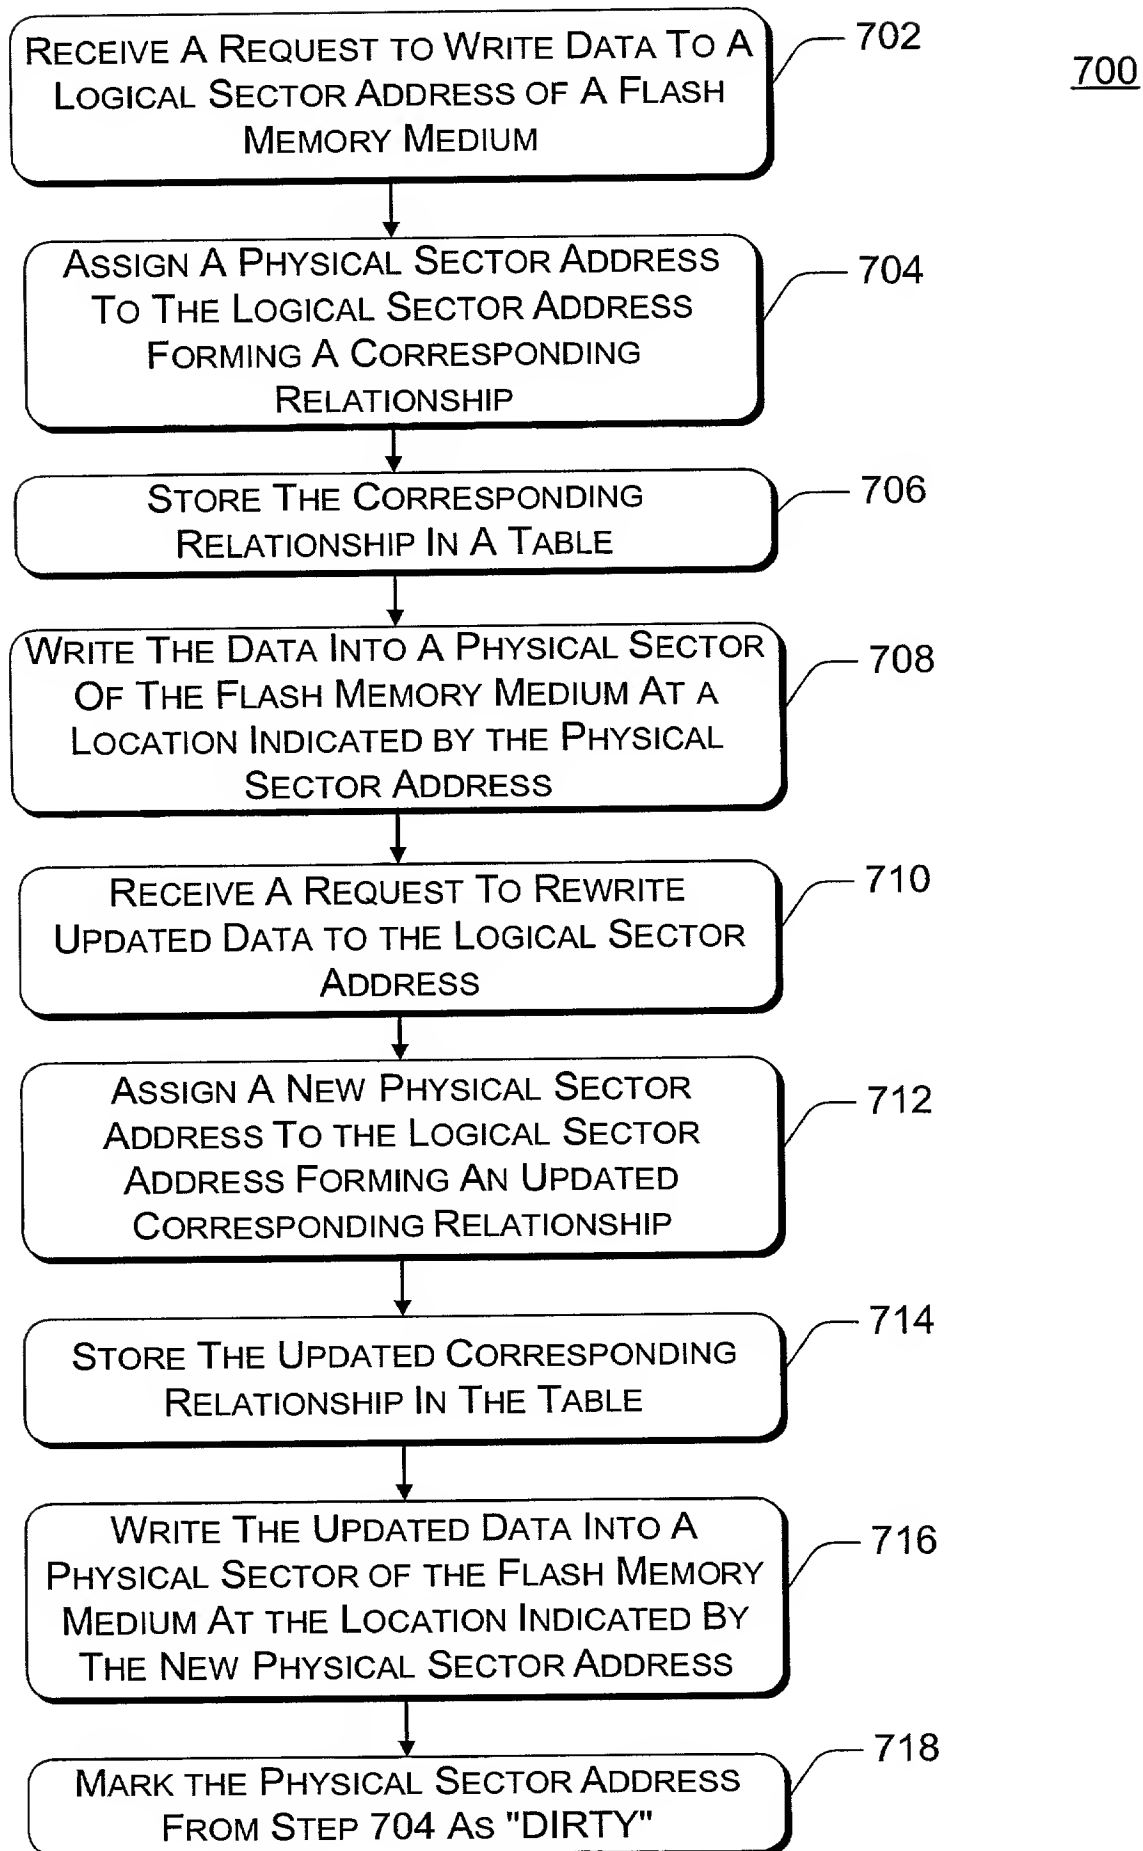 RECEIVE A REQUEST TO WRITE DATA TO A
LOGICAL SECTOR ADDRESS OF A FLASH
MEMORY MEDIUM
702
700
ASSIGN A PHYSICAL SECTOR ADDRESS
TO THE LOGICAL SECTOR ADDRESS
FORMING A CORRESPONDING
RELATIONSHIP
704
STORE THE CORRESPONDING
RELATIONSHIP IN A TABLE
706
WRITE THE DATA INTO A PHYSICAL SECTOR
OF THE FLASH MEMORY MEDIUM AT A
LOCATION INDICATED BY THE PHYSICAL
SECTOR ADDRESS
708
RECEIVE A REQUEST TO REWRITE
UPDATED DATA TO THE LOGICAL SECTOR
ADDRESS
710
ASSIGN A NEW PHYSICAL SECTOR
ADDRESS TO THE LOGICAL SECTOR
ADDRESS FORMING AN UPDATED
CORRESPONDING RELATIONSHIP
712
STORE THE UPDATED CORRESPONDING
RELATIONSHIP IN THE TABLE
714
WRITE THE UPDATED DATA INTO A
PHYSICAL SECTOR OF THE FLASH MEMORY
MEDIUM AT THE LOCATION INDICATED BY
THE NEW PHYSICAL SECTOR ADDRESS
716
MARK THE PHYSICAL SECTOR ADDRESS
FROM STEP 704 AS "DIRTY"
718